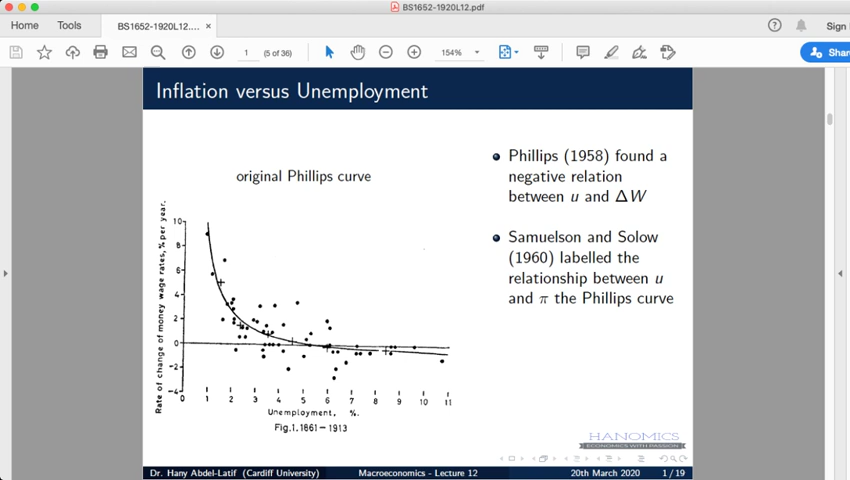 BS1652-1920L12.pdf
Home
Tools
BS1652-1920L12....
×
Sign
1
(5 of 36)
154%
Shar
Inflation versus Unemployment
original Phillips curve
Phillips (1958) found a
negative relation
between u and ΔW
Samuelson and Solow
(1960) labelled the
relationship between u
and π the Phillips curve
Rate of change of money wage rates, % per year.
10
8
6
4
2
0
-2
-4
0 1 2 3 4 5 6 7 8 9 10 11
Unemployment, %.
Fig.1. 1861-1913
HANOMICS
ECONOMICS WITH PASSION
Dr. Hany Abdel-Latif (Cardiff University)
Macroeconomics - Lecture 12
20th March 2020
1 / 19